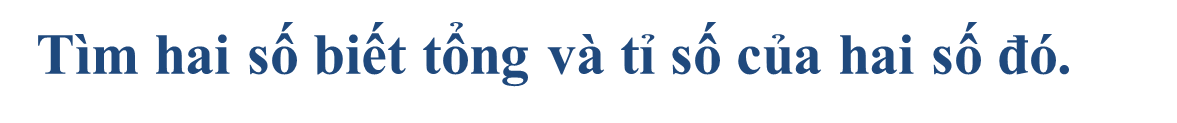 Tìm hai số biết tổng và tỉ số của hai số đó.